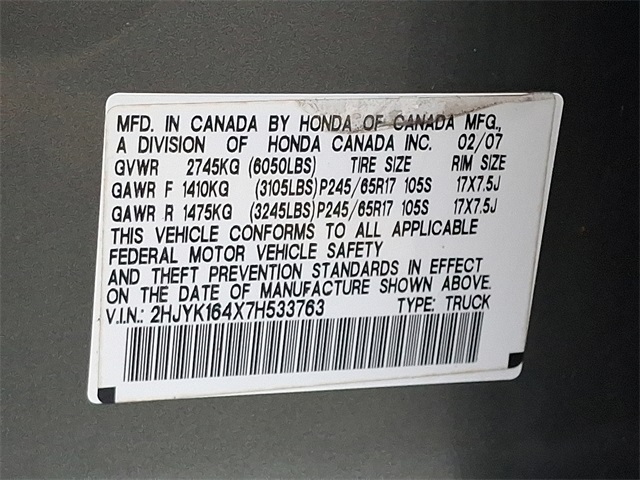 MFD. IN CANADA BY HONDA OF CANADA MFG.,
A DIVISION OF HONDA CANADA INC. 02/07
GVWR 2745KG (6050LBS) TIRE SIZE RIM SIZE
GAWR F 1410KG (3105LBS) P245/65R17 105S 17X7.5J
GAWR R 1475KG (3245LBS) P245/65R17 105S 17X7.5J
THIS VEHICLE CONFORMS TO ALL APPLICABLE
FEDERAL MOTOR VEHICLE SAFETY
AND THEFT PREVENTION STANDARDS IN EFFECT
ON THE DATE OF MANUFACTURE SHOWN ABOVE.
V.I.N.: 2HJYK164X7H533763 TYPE: TRUCK